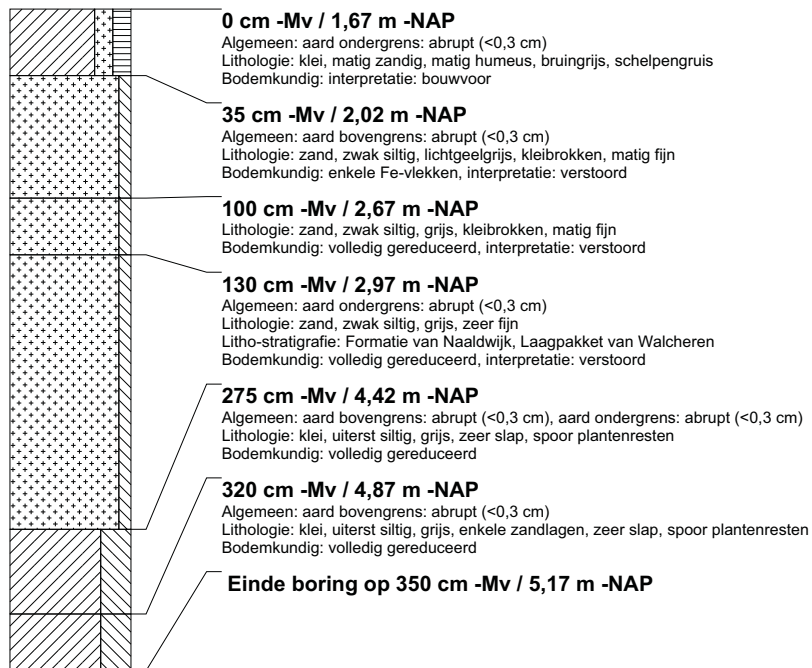 0 cm -Mv / 1,67 m -NAP
Algemeen: aard ondergrens: abrupt (<0,3 cm)
Lithologie: klei, matig zandig, matig humeus, bruingrijs, schelpengruis
Bodemkundig: interpretatie: bouwvoor
35 cm -Mv / 2,02 m -NAP
Algemeen: aard bovengrens: abrupt (<0,3 cm)
Lithologie: zand, zwak siltig, lichtgeelgrijs, kleibrokken, matig fijn
Bodemkundig: enkele Fe-vlekken, interpretatie: verstoord
100 cm -Mv / 2,67 m -NAP
Lithologie: zand, zwak siltig, grijs, kleibrokken, matig fijn
Bodemkundig: volledig gereduceerd, interpretatie: verstoord
130 cm -Mv / 2,97 m -NAP
Algemeen: aard ondergrens: abrupt (<0,3 cm)
Lithologie: zand, zwak siltig, grijs, zeer fijn
Litho-stratigrafie: Formatie van Naaldwijk, Laagpakket van Walcheren
Bodemkundig: volledig gereduceerd, interpretatie: verstoord
275 cm -Mv / 4,42 m -NAP
Algemeen: aard bovengrens: abrupt (<0,3 cm), aard ondergrens: abrupt (<0,3 cm)
Lithologie: klei, uiterst siltig, grijs, zeer slap, spoor plantenresten
Bodemkundig: volledig gereduceerd
320 cm -Mv / 4,87 m -NAP
Algemeen: aard bovengrens: abrupt (<0,3 cm)
Lithologie: klei, uiterst siltig, grijs, enkele zandlagen, zeer slap, spoor plantenresten
Bodemkundig: volledig gereduceerd
Einde boring op 350 cm -Mv / 5,17 m -NAP